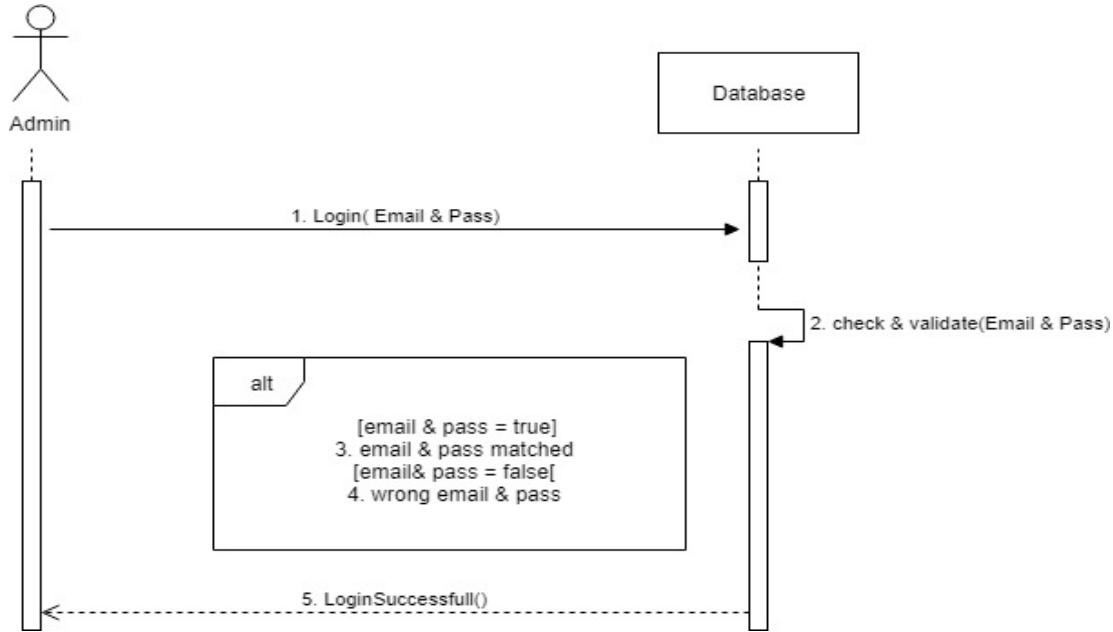 Admin
Database
1. Login( Email & Pass)
2. check & validate(Email & Pass)
alt
[email & pass = true]
3. email & pass matched
[email& pass = false[
4. wrong email & pass
5. LoginSuccessfull()